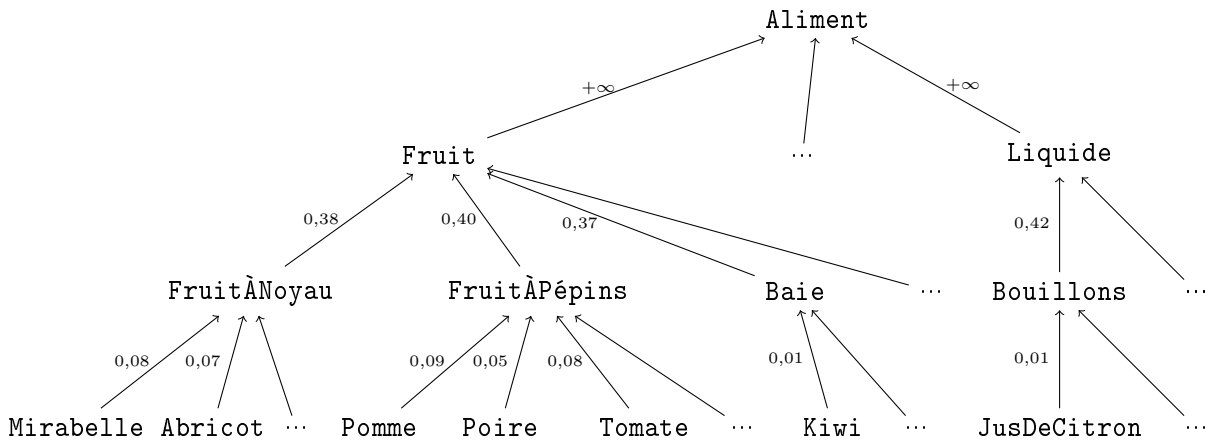 Aliment
+∞ +∞
Fruit ... Liquide
0,38 0,40 0,37 0,42
FruitÀNoyau FruitÀPépins Baie ... Bouillons ...
0,08 0,07 0,09 0,05 0,08 0,01 0,01
Mirabelle Abricot ... Pomme Poire Tomate ... Kiwi ... JusDeCitron ...